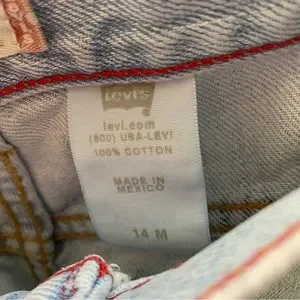 LEVI'S
levi.com
(800) USA-LEVI
100% COTTON
MADE IN
MEXICO
14 M